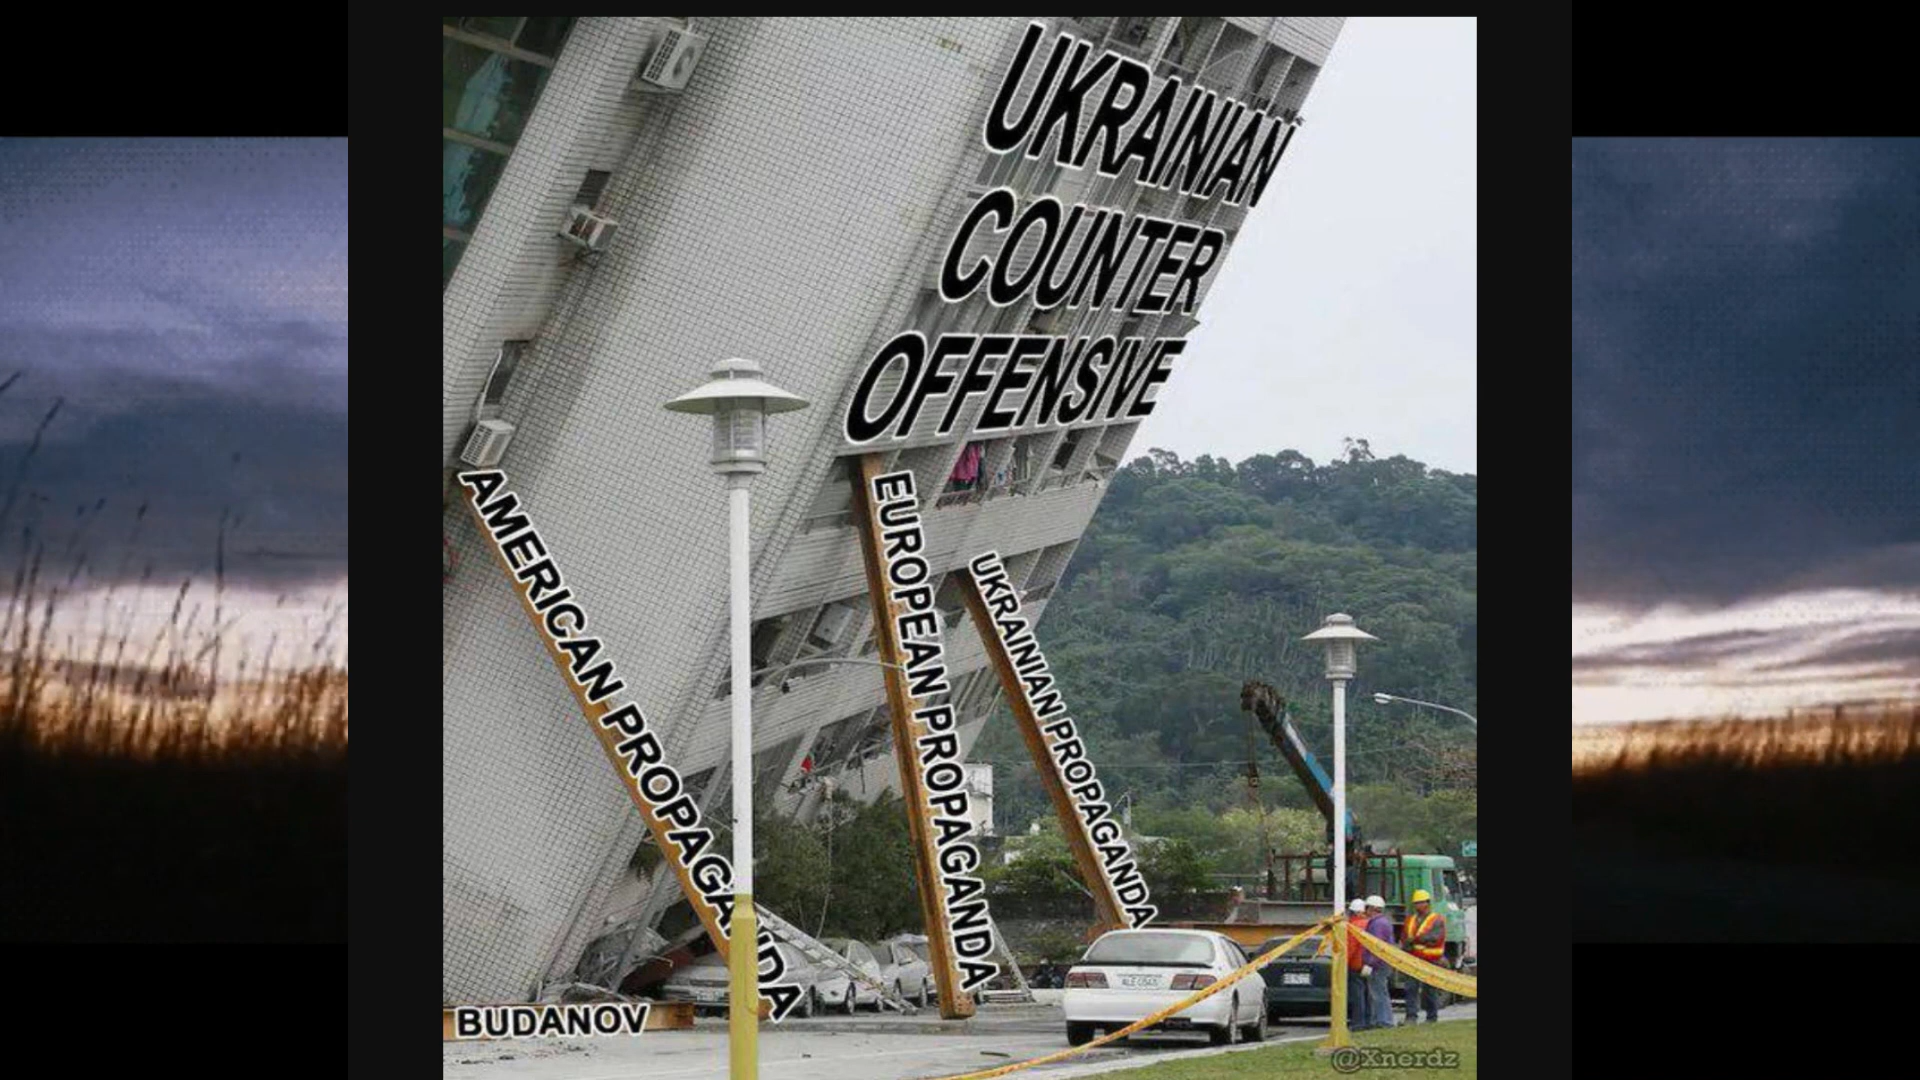 UKRAINIAN
COUNTER
OFFENSIVE
AMERICAN PROPAGANDA
EUROPEAN PROPAGANDA
UKRAINIAN PROPAGANDA
BUDANOV
@Xnerdz